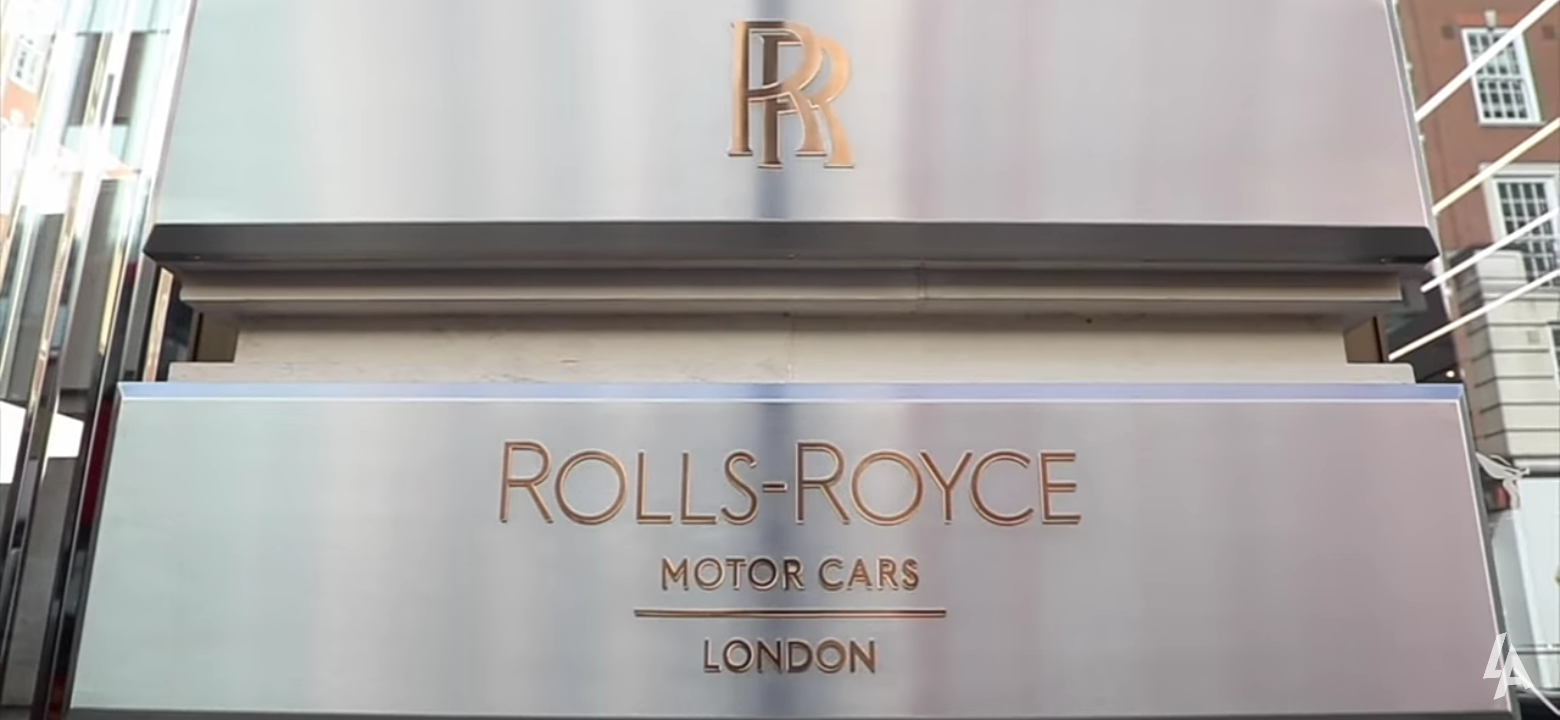 RR
ROLLS-ROYCE
MOTOR CARS
LONDON